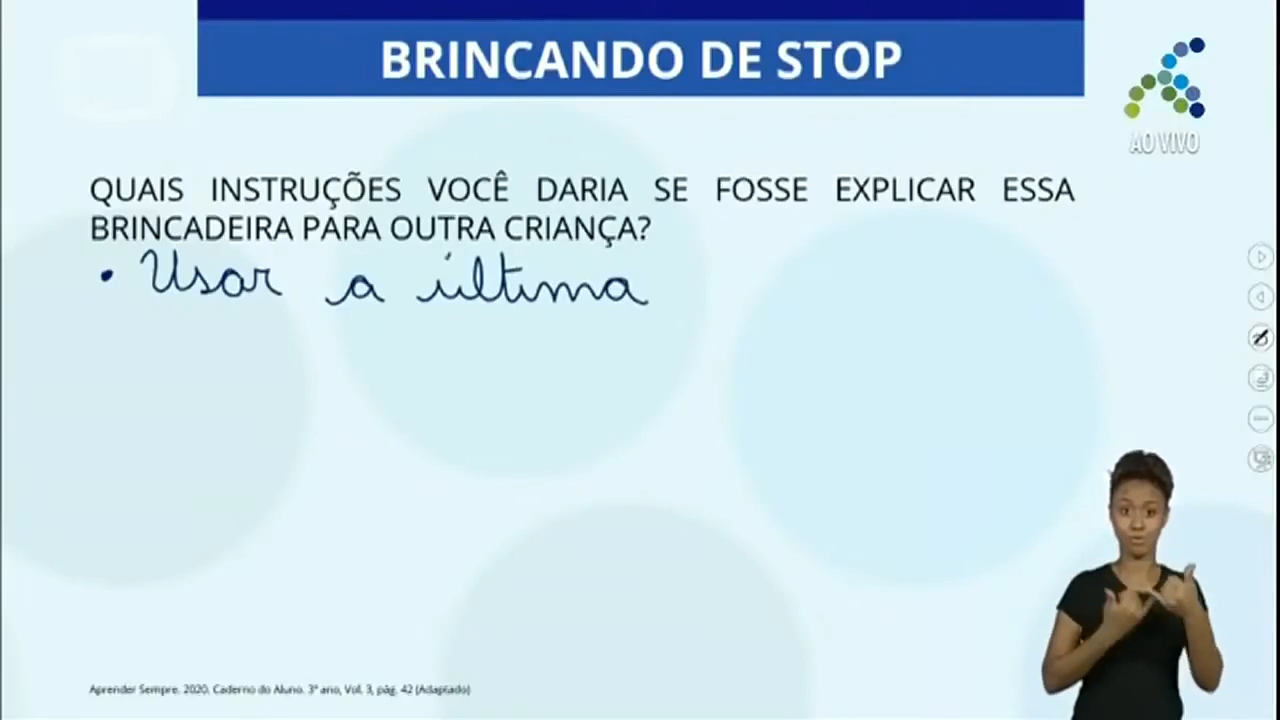 BRINCANDO DE STOP
AO VIVO
QUAIS INSTRUÇÕES VOCÊ DARIA SE FOSSE EXPLICAR ESSA
BRINCADEIRA PARA OUTRA CRIANÇA?
• Usar a última
Aprender Sempre. 2020. Caderno do Aluno. 3º ano, Vol. 3, pág. 42 (Adaptado)